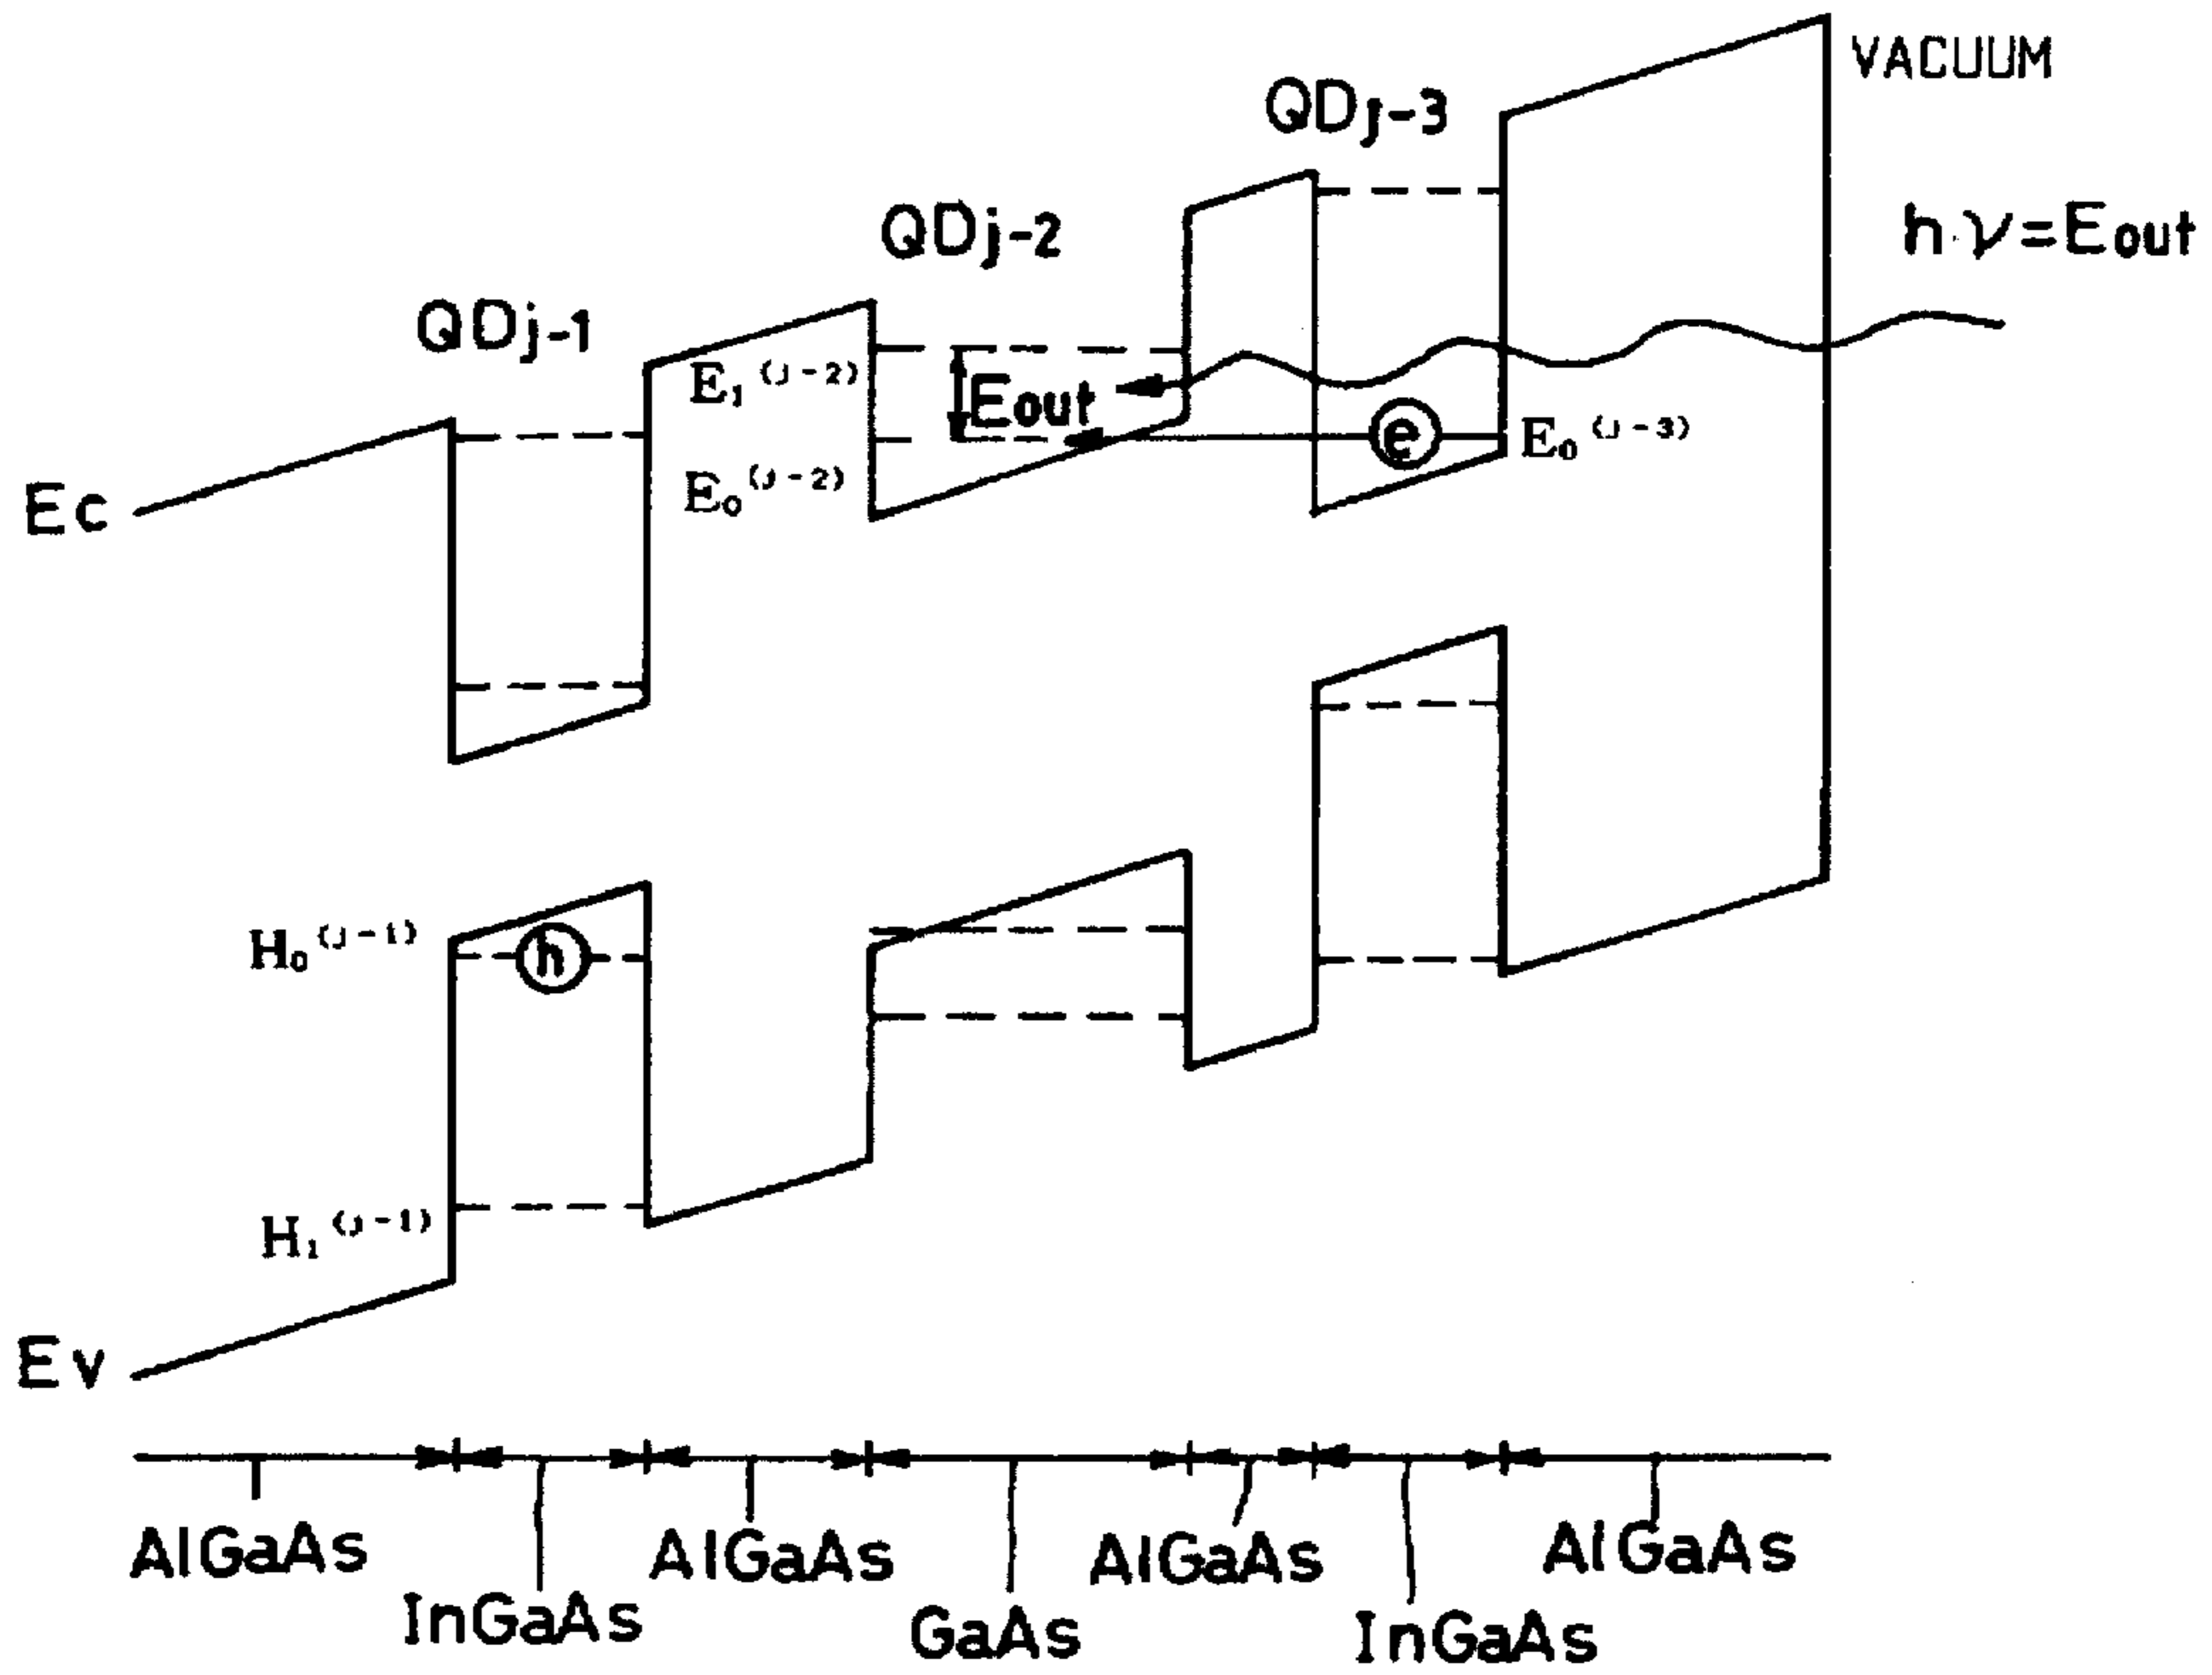 VACUUM
QDj-3
QDj-2
hν=Eout
QDj-1
E₁⁽ʲ⁻²⁾
Eout
e
E₀⁽ʲ⁻³⁾
E₀⁽ʲ⁻²⁾
Ec
H₀⁽ʲ⁻¹⁾
h
H₁⁽ʲ⁻¹⁾
Ev
AlGaAs
AlGaAs
AlGaAs
AlGaAs
InGaAs
GaAs
InGaAs